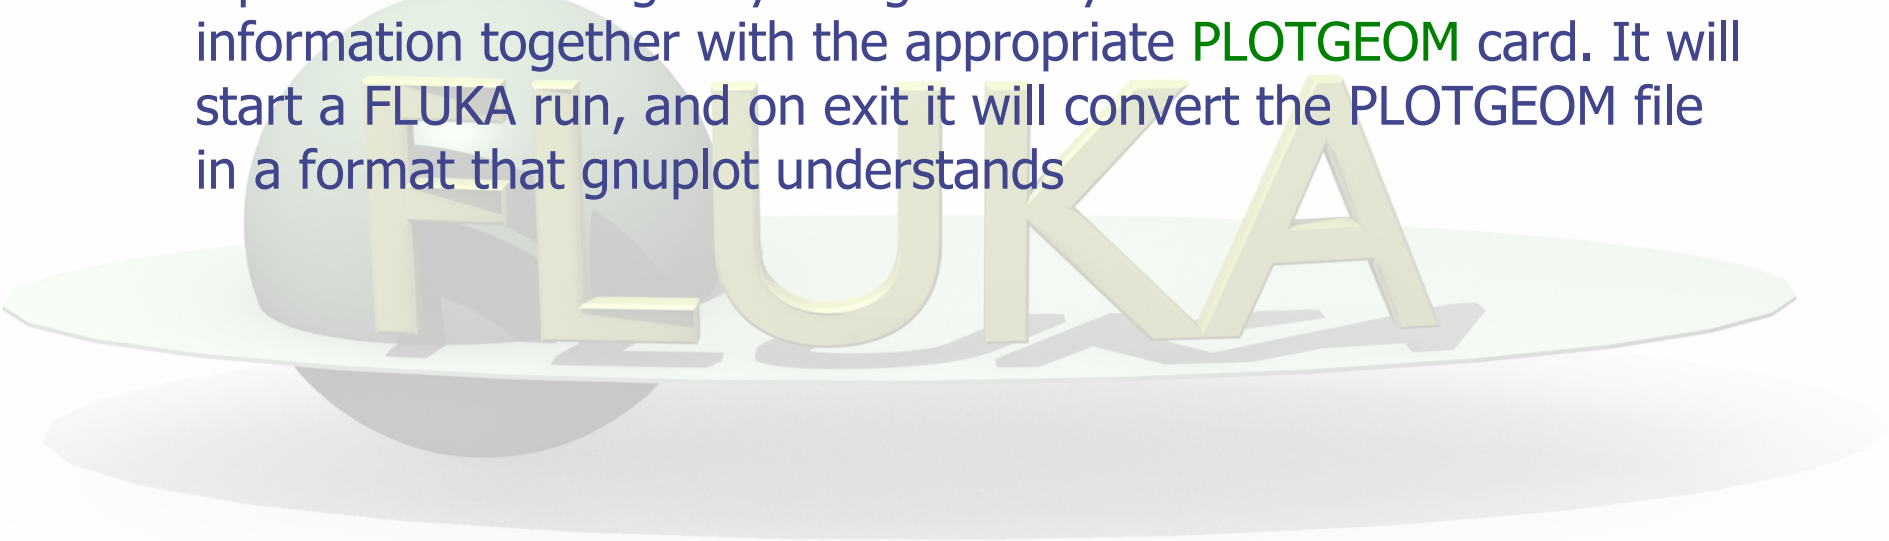 information together with the appropriate PLOTGEOM card. It will
start a FLUKA run, and on exit it will convert the PLOTGEOM file
in a format that gnuplot understands
FLUKA